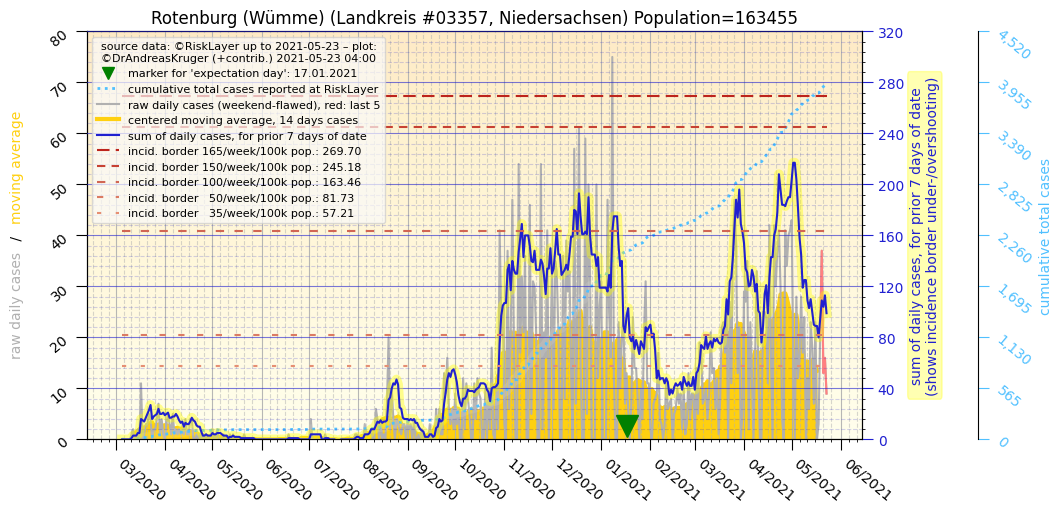 Rotenburg (Wümme) (Landkreis #03357, Niedersachsen) Population=163455
source data: ©RiskLayer up to 2021-05-23 – plot:
©DrAndreasKruger (+contrib.) 2021-05-23 04:00
marker for 'expectation day': 17.01.2021
cumulative total cases reported at RiskLayer
raw daily cases (weekend-flawed), red: last 5
centered moving average, 14 days cases
sum of daily cases, for prior 7 days of date
incid. border 165/week/100k pop.: 269.70
incid. border 150/week/100k pop.: 245.18
incid. border 100/week/100k pop.: 163.46
incid. border 50/week/100k pop.: 81.73
incid. border 35/week/100k pop.: 57.21
raw daily cases / moving average
80
70
60
50
40
30
20
10
0
03/2020
04/2020
05/2020
06/2020
07/2020
08/2020
09/2020
10/2020
11/2020
12/2020
01/2021
02/2021
03/2021
04/2021
05/2021
06/2021
320
280
240
200
160
120
80
40
0
sum of daily cases, for prior 7 days of date
(shows incidence border under-/overshooting)
4,520
3,955
3,390
2,825
2,260
1,695
1,130
565
0
cumulative total cases